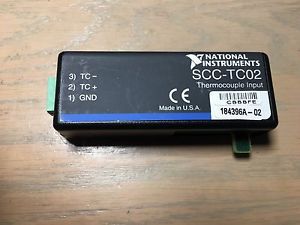 NATIONAL
INSTRUMENTS
SCC-TC02
Thermocouple Input
3) TC -
2) TC +
1) GND
CE
Made in U.S.A.
184396A-02